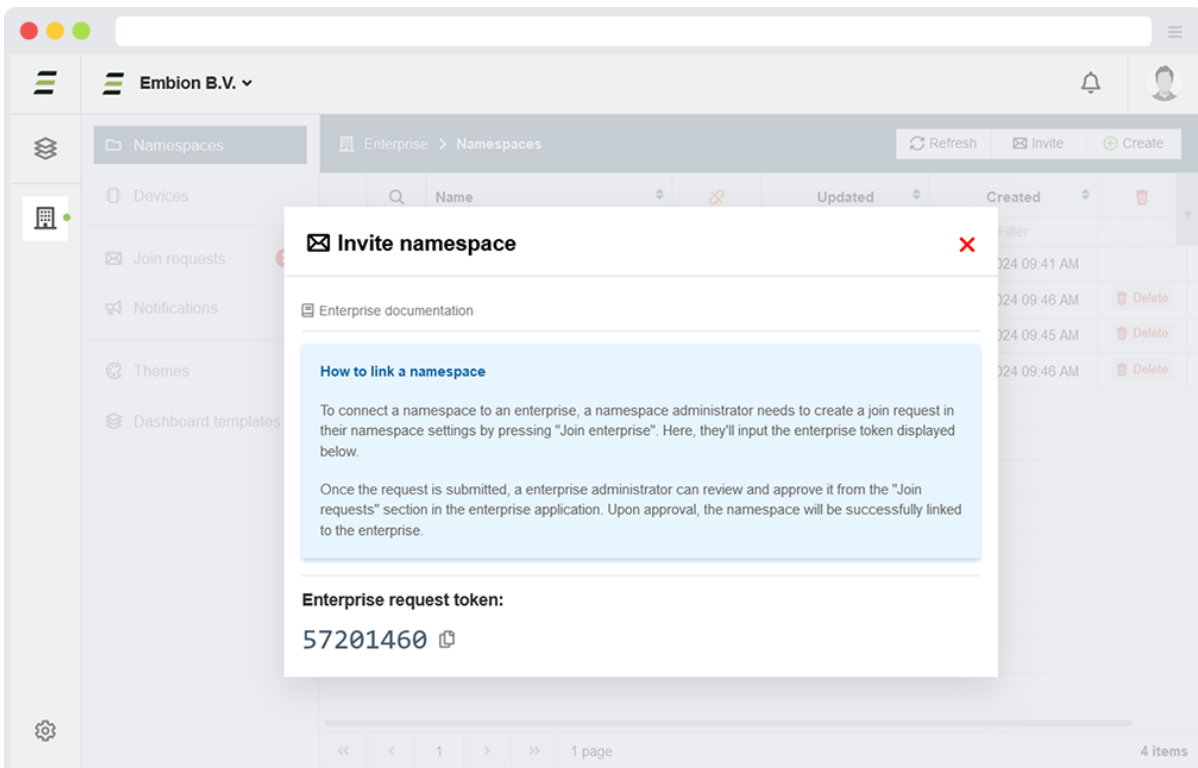 Embion B.V.
Namespaces
Enterprise > Namespaces
Refresh
Invite
Create
Devices
Name
Updated
Created
Invite namespace
Filter
Join requests
024 09:41 AM
Enterprise documentation
Notifications
024 09:46 AM
Delete
How to link a namespace
024 09:45 AM
Delete
Themes
024 09:46 AM
Delete
To connect a namespace to an enterprise, a namespace administrator needs to create a join request in
their namespace settings by pressing "Join enterprise". Here, they'll input the enterprise token displayed
below.
Dashboard templates
Once the request is submitted, a enterprise administrator can review and approve it from the "Join
requests" section in the enterprise application. Upon approval, the namespace will be successfully linked
to the enterprise.
Enterprise request token:
57201460
« < 1 > » 1 page
4 items